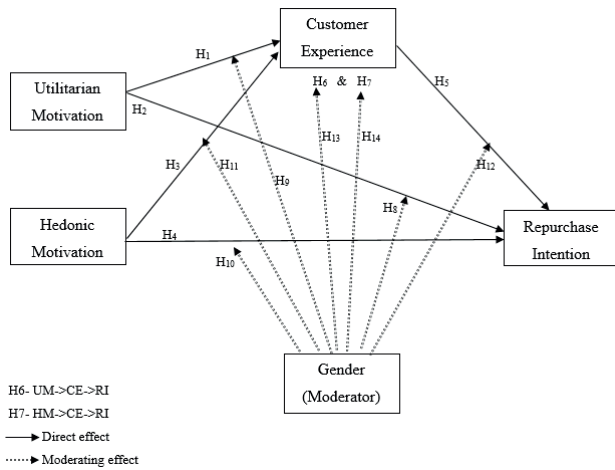 Customer
Experience
H1
H5
Utilitarian
Motivation
H6 & H7
H2
H13
H14
H3
H11
H12
H9
H8
Hedonic
Motivation
H4
Repurchase
Intention
H10
Gender
(Moderator)
H6- UM->CE->RI
H7- HM->CE->RI
Direct effect
Moderating effect